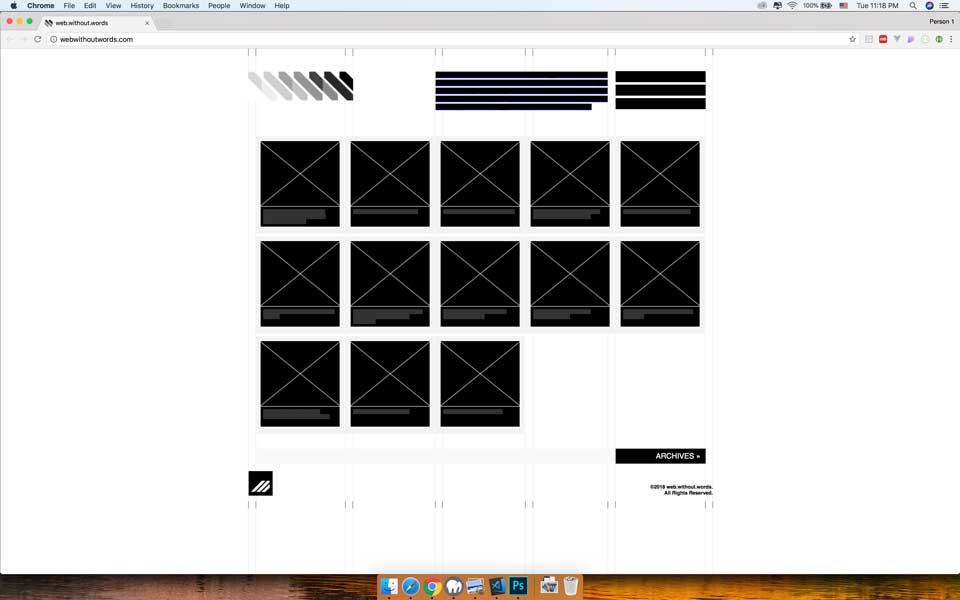 Chrome File Edit View History Bookmarks People Window Help 100% Tue 11:18 PM
web.without.words Person 1
webwithoutwords.com
ARCHIVES »
©2018 web.without.words.
All Rights Reserved.
Ps